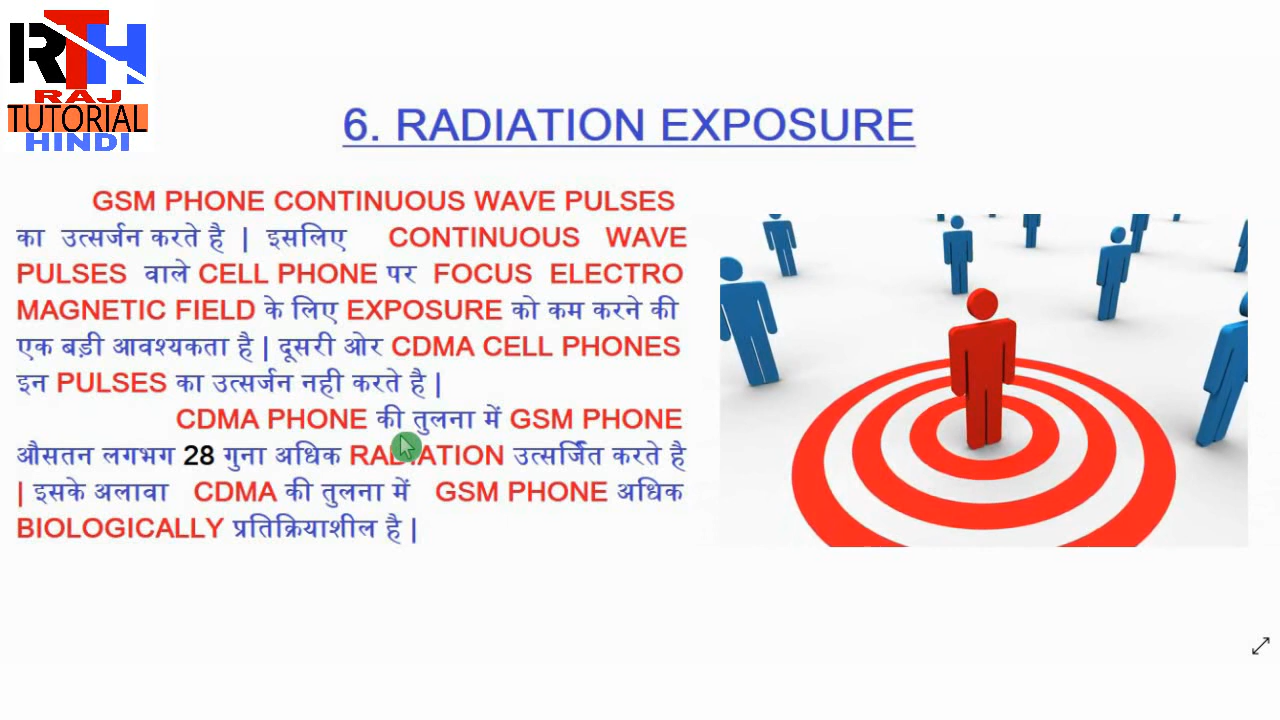 RTH
RAJ
TUTORIAL
HINDI
6. RADIATION EXPOSURE
GSM PHONE CONTINUOUS WAVE PULSES
का उत्सर्जन करते है | इसलिए CONTINUOUS WAVE
PULSES वाले CELL PHONE पर FOCUS ELECTRO
MAGNETIC FIELD के लिए EXPOSURE को कम करने की
एक बड़ी आवश्यकता है | दूसरी ओर CDMA CELL PHONES
इन PULSES का उत्सर्जन नही करते है |
CDMA PHONE की तुलना में GSM PHONE
औसतन लगभग 28 गुना अधिक RADIATION उत्सर्जित करते है
| इसके अलावा CDMA की तुलना में GSM PHONE अधिक
BIOLOGICALLY प्रतिक्रियाशील है |